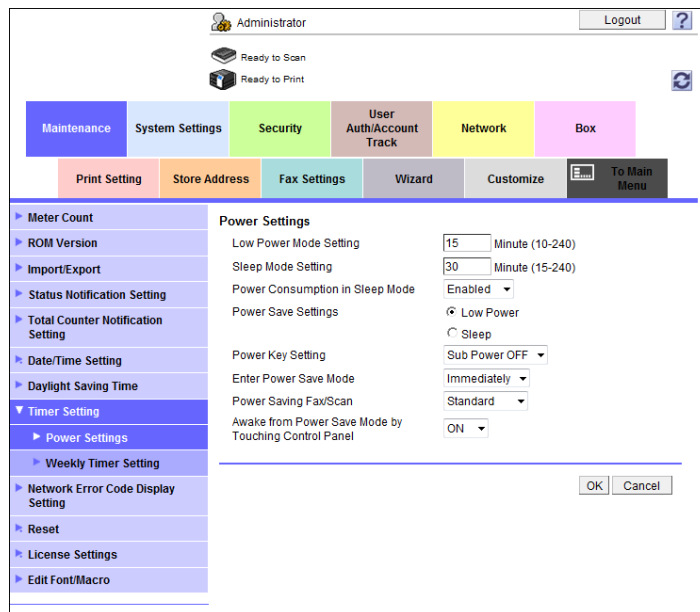 Administrator
Logout
?
Ready to Scan
Ready to Print
Maintenance
System Settings
Security
User
Auth/Account
Track
Network
Box
Print Setting
Store Address
Fax Settings
Wizard
Customize
To Main
Menu
Meter Count
ROM Version
Import/Export
Status Notification Setting
Total Counter Notification
Setting
Date/Time Setting
Daylight Saving Time
Timer Setting
Power Settings
Weekly Timer Setting
Network Error Code Display
Setting
Reset
License Settings
Edit Font/Macro
Power Settings
Low Power Mode Setting 15 Minute (10-240)
Sleep Mode Setting 30 Minute (15-240)
Power Consumption in Sleep Mode Enabled
Power Save Settings Low Power
Sleep
Power Key Setting Sub Power OFF
Enter Power Save Mode Immediately
Power Saving Fax/Scan Standard
Awake from Power Save Mode by
Touching Control Panel ON
OK Cancel